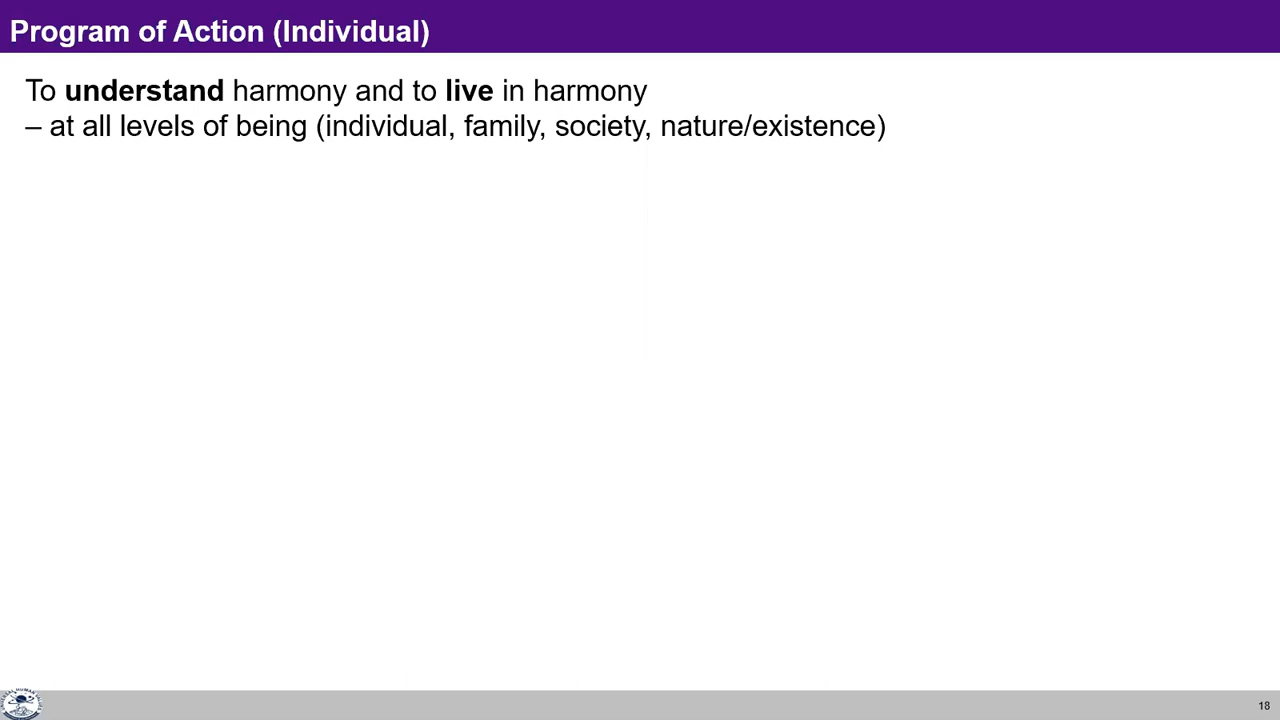 Program of Action (Individual)
To understand harmony and to live in harmony
– at all levels of being (individual, family, society, nature/existence)
18